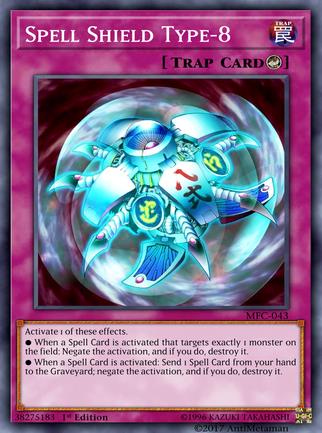 Spell Shield Type-8
TRAP
罠
[Trap Card]
MFC-043
Activate 1 of these effects.
● When a Spell Card is activated that targets exactly 1 monster on
the field: Negate the activation, and if you do, destroy it.
● When a Spell Card is activated: Send 1 Spell Card from your hand
to the Graveyard; negate the activation, and if you do, destroy it.
38275183 1st Edition ©1996 KAZUKI TAKAHASHI
©2017 AntiMetaman